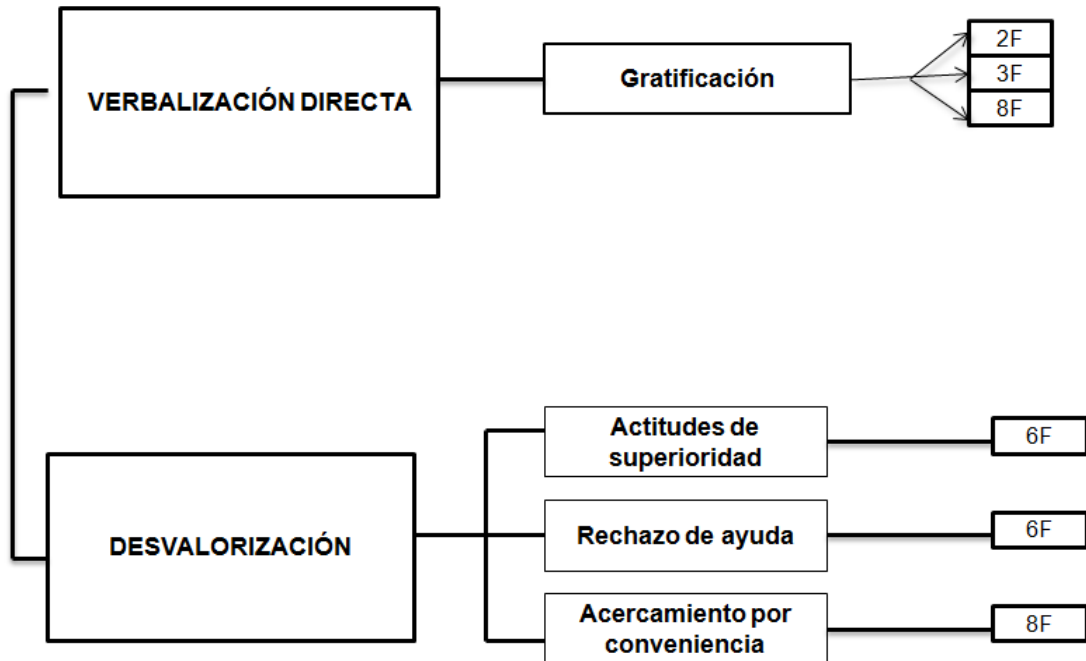 VERBALIZACIÓN DIRECTA
Gratificación
2F
3F
8F
DESVALORIZACIÓN
Actitudes de
superioridad
6F
Rechazo de ayuda
6F
Acercamiento por
conveniencia
8F